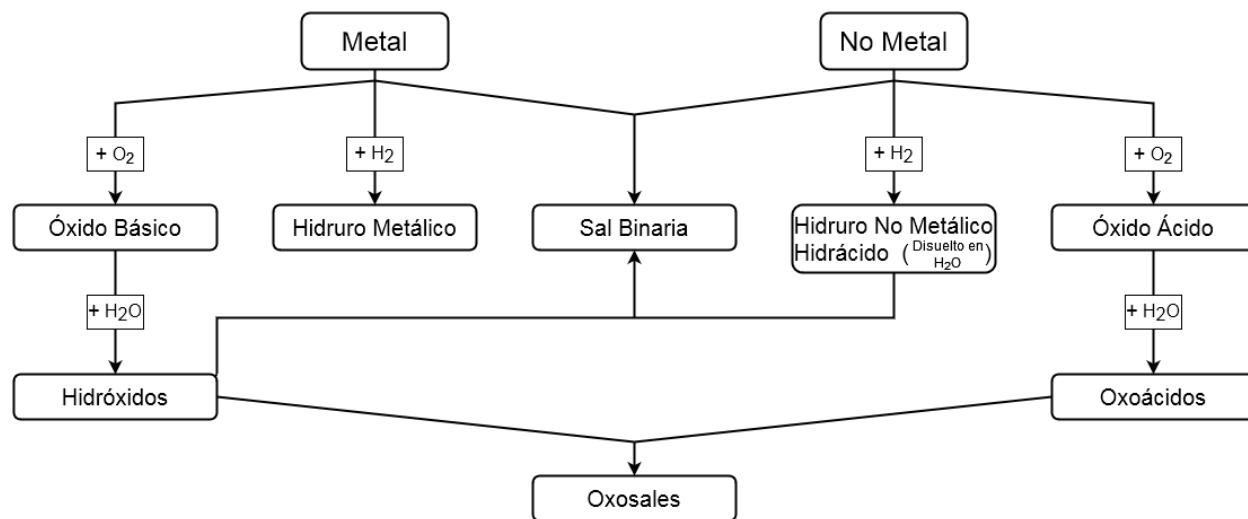 Metal
No Metal
+ O₂
+ H₂
+ H₂
+ O₂
Óxido Básico
Hidruro Metálico
Sal Binaria
Hidruro No Metálico
Hidrácido (Disuelto en H₂O)
Óxido Ácido
+ H₂O
+ H₂O
Hidróxidos
Oxoácidos
Oxosales